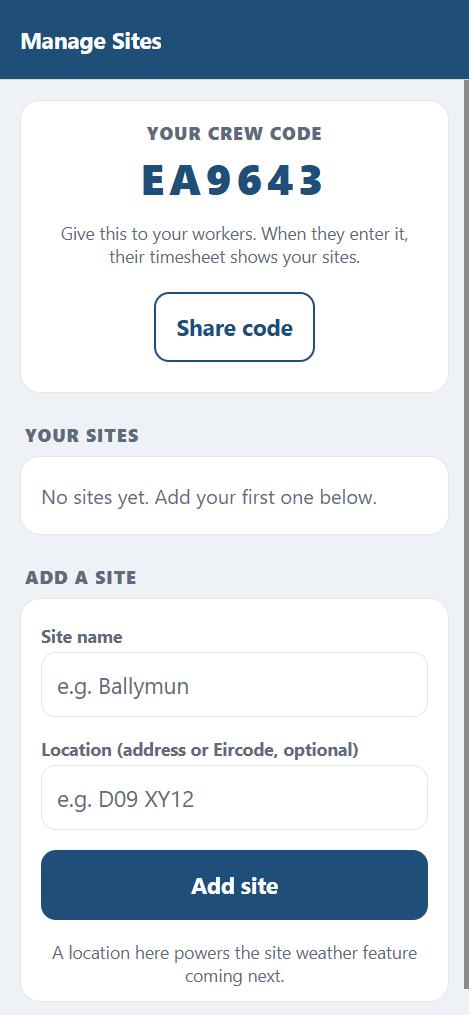 Manage Sites
YOUR CREW CODE
EA9643
Give this to your workers. When they enter it,
their timesheet shows your sites.
Share code
YOUR SITES
No sites yet. Add your first one below.
ADD A SITE
Site name
e.g. Ballymun
Location (address or Eircode, optional)
e.g. D09 XY12
Add site
A location here powers the site weather feature
coming next.